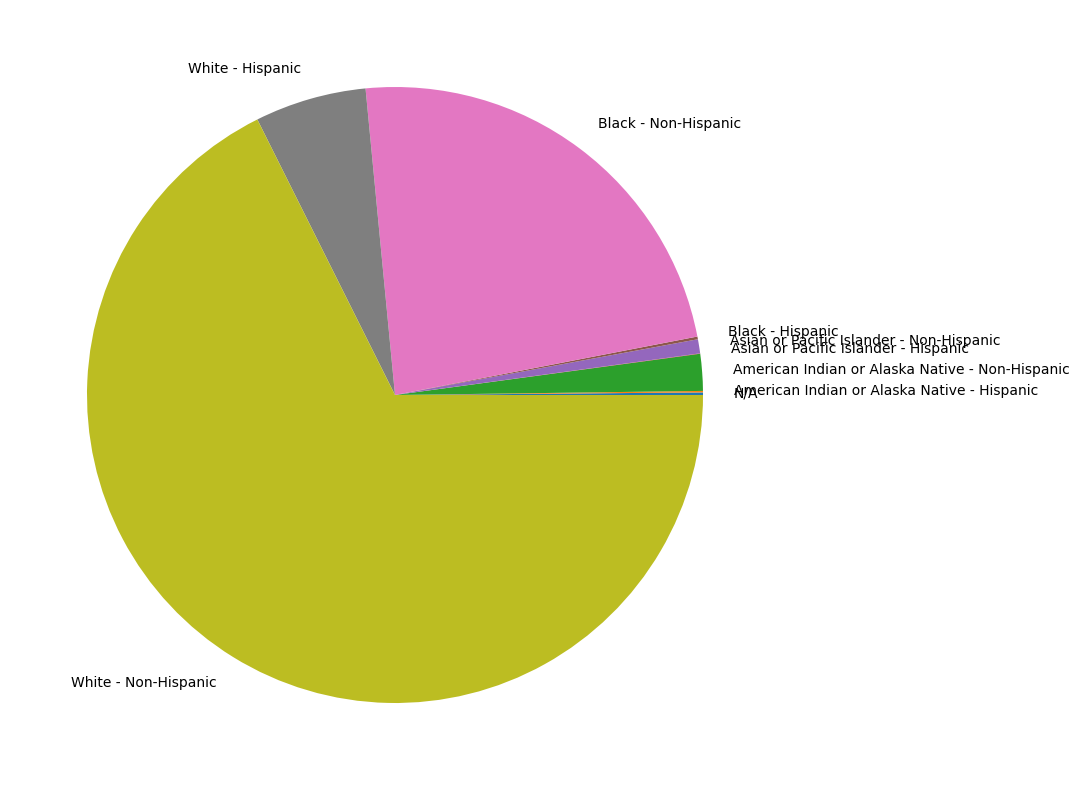 White - Hispanic
Black - Non-Hispanic
Black - Hispanic
Asian or Pacific Islander - Non-Hispanic
Asian or Pacific Islander - Hispanic
American Indian or Alaska Native - Non-Hispanic
American Indian or Alaska Native - Hispanic
N/A
White - Non-Hispanic